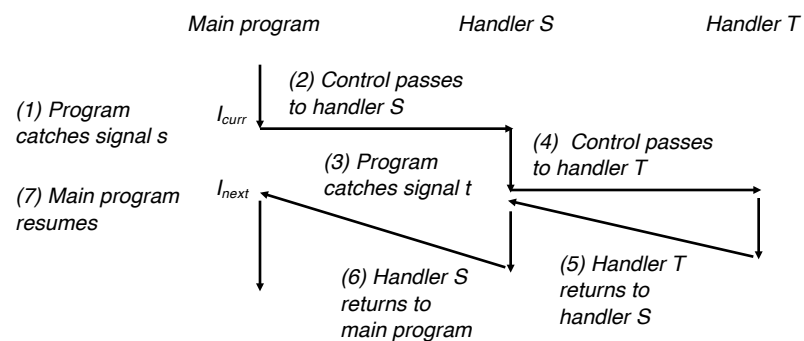 Main program
Handler S
Handler T
(1) Program
catches signal s
I_curr
(2) Control passes
to handler S
(3) Program
catches signal t
(4) Control passes
to handler T
(7) Main program
resumes
I_next
(5) Handler T
returns to
handler S
(6) Handler S
returns to
main program